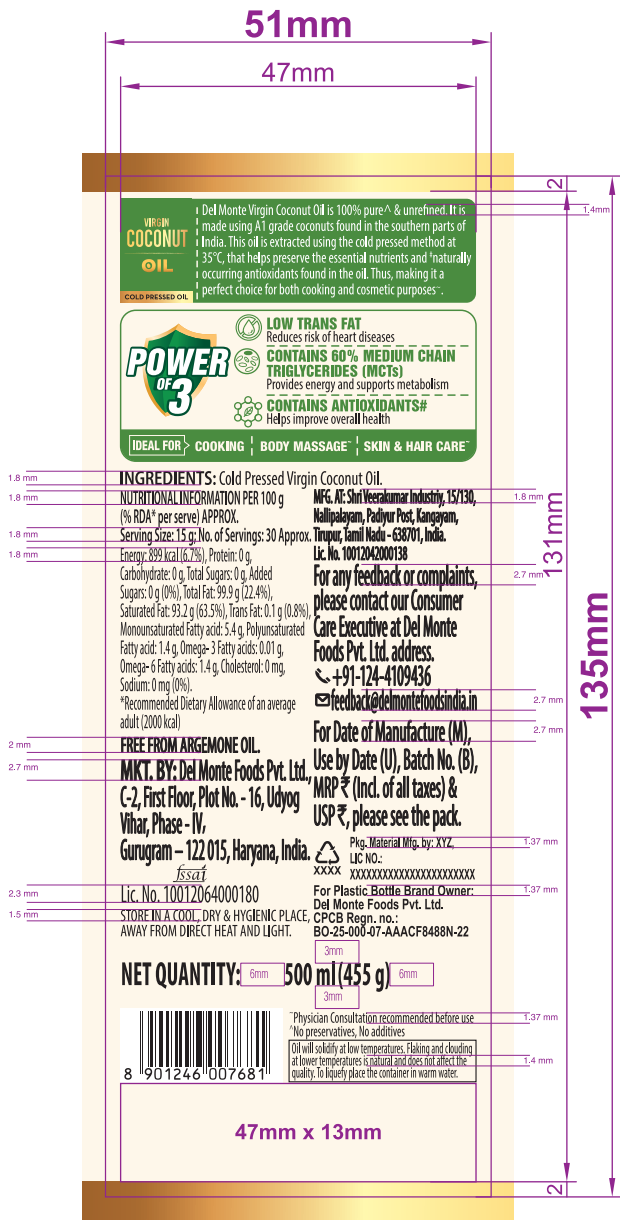 51mm
47mm
2
1.4mm
VIRGIN
COCONUT
OIL
COLD PRESSED OIL
Del Monte Virgin Coconut Oil is 100% pure^ & unrefined. It is
made using A1 grade coconuts found in the southern parts of
India. This oil is extracted using the cold pressed method at
35°C, that helps preserve the essential nutrients and #naturally
occurring antioxidants found in the oil. Thus, making it a
perfect choice for both cooking and cosmetic purposes~.
POWER
OF
3
LOW TRANS FAT
Reduces risk of heart diseases
CONTAINS 60% MEDIUM CHAIN
TRIGLYCERIDES (MCTs)
Provides energy and supports metabolism
CONTAINS ANTIOXIDANTS#
Helps improve overall health
IDEAL FOR COOKING | BODY MASSAGE~ | SKIN & HAIR CARE~
1.8 mm
INGREDIENTS: Cold Pressed Virgin Coconut Oil.
1.8 mm
NUTRITIONAL INFORMATION PER 100 g
(% RDA* per serve) APPROX.
1.8 mm
Serving Size: 15 g; No. of Servings: 30 Approx.
1.8 mm
Energy: 899 kcal (6.7%), Protein: 0 g,
Carbohydrate: 0 g, Total Sugars: 0 g, Added
Sugars: 0 g (0%), Total Fat: 99.9 g (22.4%),
Saturated Fat: 93.2 g (63.5%), Trans Fat: 0.1 g (0.8%),
Monounsaturated Fatty acid: 5.4 g, Polyunsaturated
Fatty acid: 1.4 g, Omega- 3 Fatty acids: 0.01 g,
Omega- 6 Fatty acids: 1.4 g, Cholesterol: 0 mg,
Sodium: 0 mg (0%).
*Recommended Dietary Allowance of an average
adult (2000 kcal)
2 mm
FREE FROM ARGEMONE OIL.
2.7 mm
MKT. BY: Del Monte Foods Pvt. Ltd.,
C-2, First Floor, Plot No. - 16, Udyog
Vihar, Phase - IV,
Gurugram – 122 015, Haryana, India.
fssai
2.3 mm
Lic. No. 10012064000180
1.5 mm
STORE IN A COOL, DRY & HYGIENIC PLACE,
AWAY FROM DIRECT HEAT AND LIGHT.
MFG. AT: Shri Veerakumar Industriy, 15/130,
1.8 mm
Nallipalayam, Padiyur Post, Kangayam,
Tirupur, Tamil Nadu - 638701, India.
Lic. No. 10012042000138
For any feedback or complaints,
2.7 mm
please contact our Consumer
Care Executive at Del Monte
Foods Pvt. Ltd. address.
+91-124-4109436
feedback@delmontefoodsindia.in
2.7 mm
For Date of Manufacture (M),
2.7 mm
Use by Date (U), Batch No. (B),
MRP ₹ (Incl. of all taxes) &
USP ₹, please see the pack.
XXXX
Pkg. Material Mfg. by: XYZ,
1.37 mm
LIC NO.:
XXXXXXXXXXXXXXXXXXXXXXX
For Plastic Bottle Brand Owner:
1.37 mm
Del Monte Foods Pvt. Ltd.
CPCB Regn. no.:
BO-25-000-07-AAACF8488N-22
131mm
135mm
3mm
NET QUANTITY: 6mm 500 ml (455 g) 6mm
3mm
8 901246 007681
~Physician Consultation recommended before use
1.37 mm
^No preservatives, No additives
Oil will solidify at low temperatures. Flaking and clouding
at lower temperatures is natural and does not affect the
1.4 mm
quality. To liquefy place the container in warm water.
47mm x 13mm
2